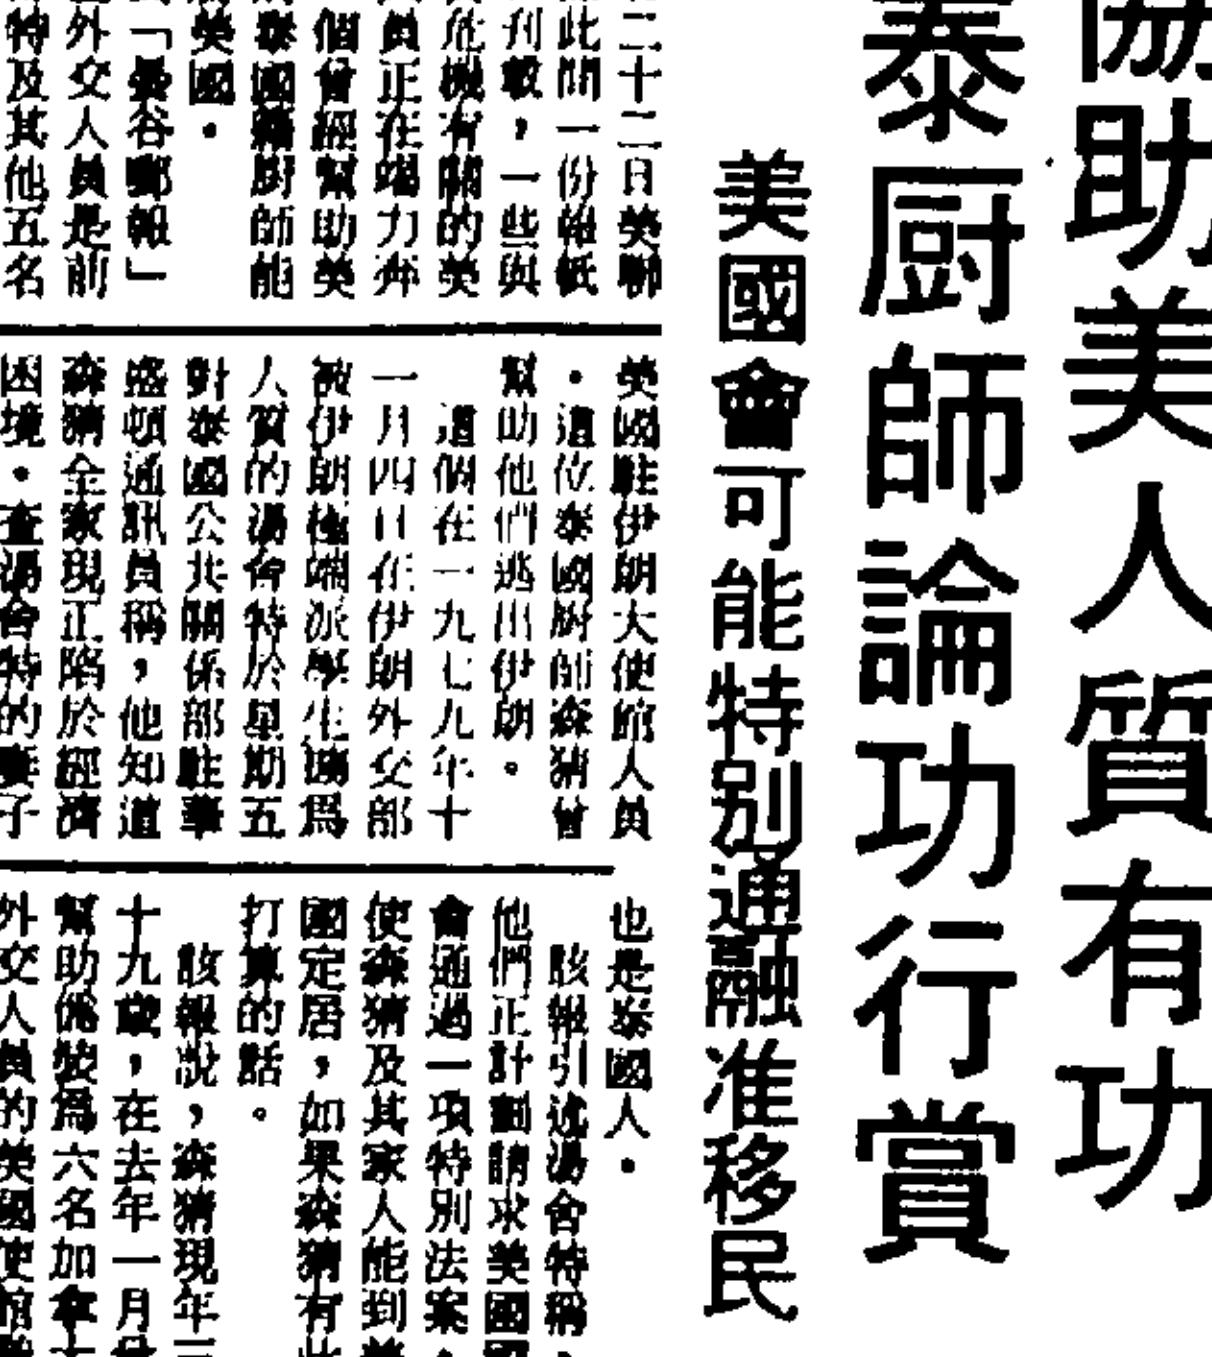 協助美人質有功
泰厨師論功行賞
美國會可能特别通融准移民
二十二日美聯
此間一份報紙
刊載，一些與
危機有關的美
員正在竭力奔
個曾經幫助美
泰國籍厨師能
美國．
「曼谷郵報」
外交人員是前
特及其他五名
美國駐伊朗大使館人員
．這位泰國厨師森猜曾
幫助他們逃出伊朗。
這個在一九七九年十
一月四日在伊朗外交部
被伊朗極端派學生擄爲
人質的湯舍特於星期五
對泰國公共關係部駐華
盛頓通訊員稱，他知道
森猜全家現正陷於經濟
困境．查湯舍特的妻子
也是泰國人．
該報引述湯舍特稱，
他們正計劃請求美國國
會通過一項特別法案，
使森猜及其家人能到美
國定居，如果森猜有此
打算的話。
該報説，森猜現年三
十九歲，在去年一月曾
幫助僞裝爲六名加拿大
外交人員的美國使館